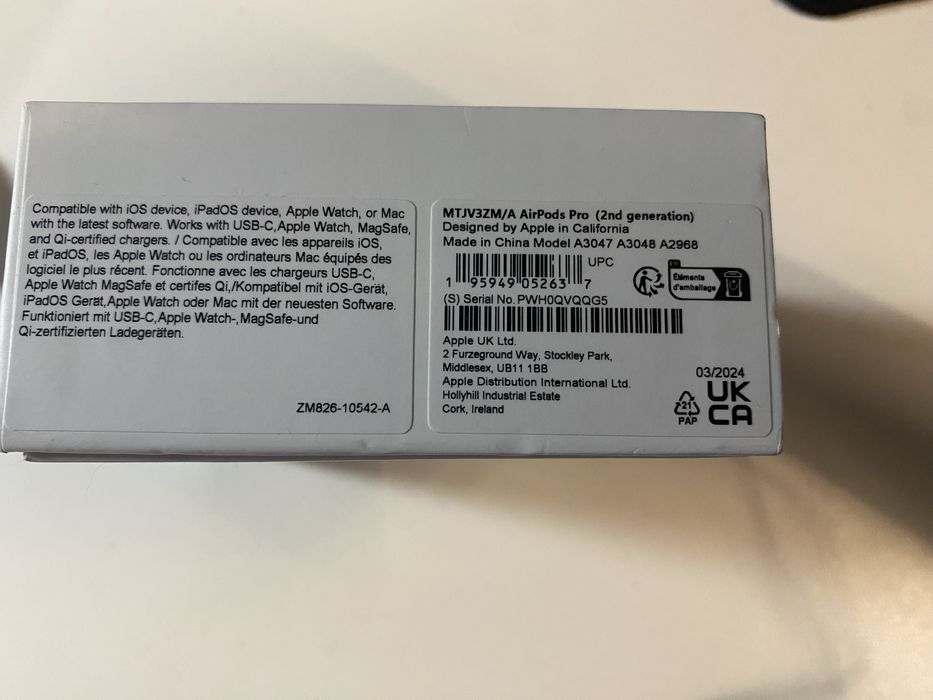 Compatible with iOS device, iPadOS device, Apple Watch, or Mac
with the latest software. Works with USB-C,Apple Watch, MagSafe,
and Qi-certified chargers. / Compatible avec les appareils iOS,
et iPadOS, les Apple Watch ou les ordinateurs Mac équipés des
logiciel le plus récent. Fonctionne avec les chargeurs USB-C,
Apple Watch MagSafe et certifes Qi,/Kompatibel mit iOS-Gerät,
iPadOS Gerät,Apple Watch oder Mac mit der neuesten Software.
Funktioniert mit USB-C,Apple Watch-,MagSafe-und
Qi-zertifizierten Ladegeräten.
ZM826-10542-A
MTJV3ZM/A AirPods Pro (2nd generation)
Designed by Apple in California
Made in China Model A3047 A3048 A2968
UPC
1 95949 05263 7
FR
Éléments
d'emballage
(S) Serial No. PWH0QVQQG5
Apple UK Ltd.
2 Furzeground Way, Stockley Park,
Middlesex, UB11 1BB
Apple Distribution International Ltd.
Hollyhill Industrial Estate
Cork, Ireland
03/2024
21
PAP
UK
CA